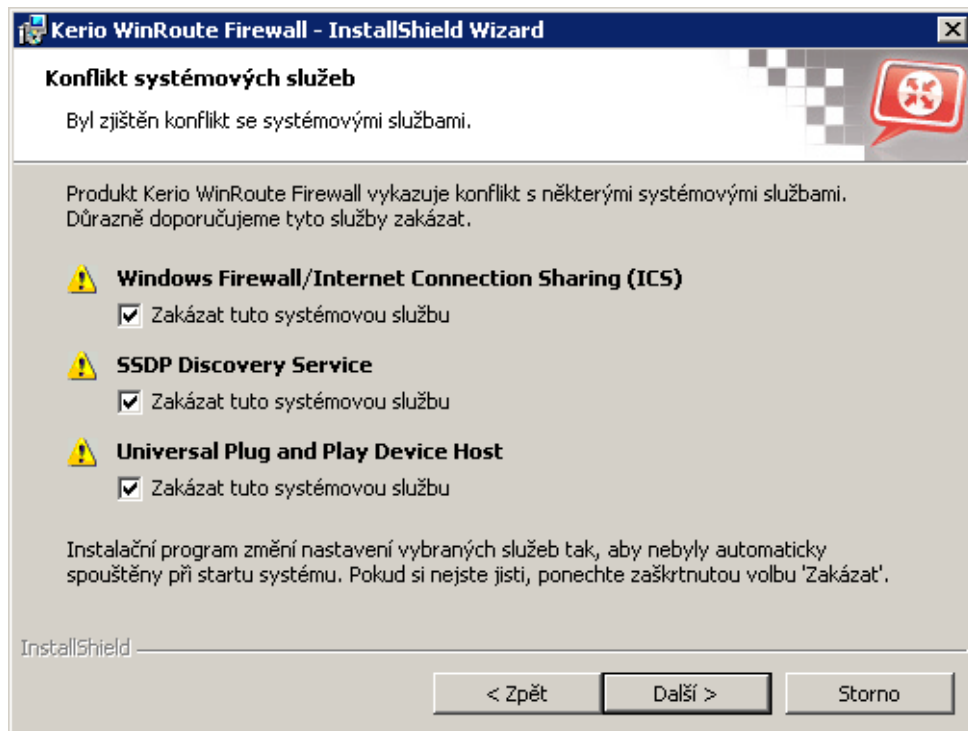 Kerio WinRoute Firewall - InstallShield Wizard
Konflikt systémových služeb
Byl zjištěn konflikt se systémovými službami.
Produkt Kerio WinRoute Firewall vykazuje konflikt s některými systémovými službami.
Důrazně doporučujeme tyto služby zakázat.
Windows Firewall/Internet Connection Sharing (ICS)
Zakázat tuto systémovou službu
SSDP Discovery Service
Zakázat tuto systémovou službu
Universal Plug and Play Device Host
Zakázat tuto systémovou službu
Instalační program změní nastavení vybraných služeb tak, aby nebyly automaticky
spouštěny při startu systému. Pokud si nejste jisti, ponechte zaškrtnutou volbu 'Zakázat'.
InstallShield
< Zpět
Další >
Storno